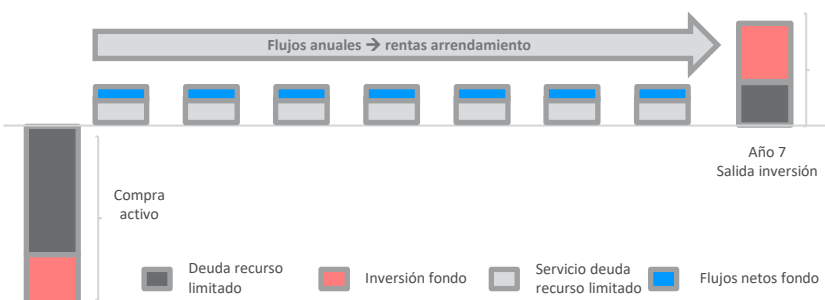 Flujos anuales → rentas arrendamiento
Año 7
Salida inversión
Compra
activo
Deuda recurso
limitado
Inversión fondo
Servicio deuda
recurso limitado
Flujos netos fondo